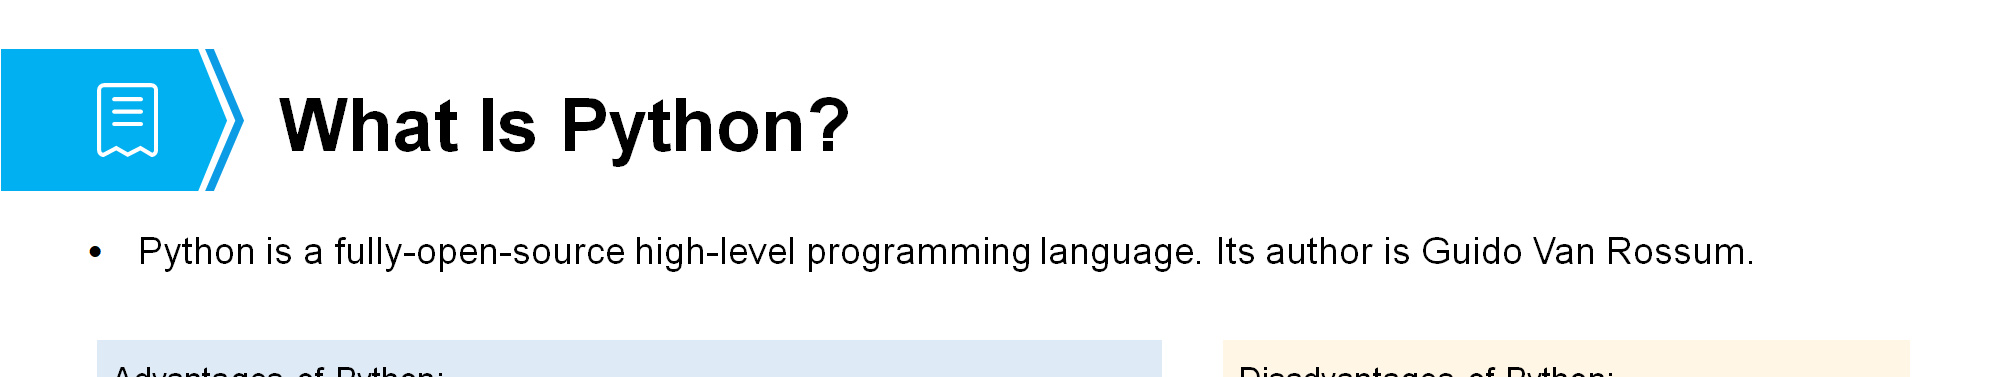 What Is Python?
• Python is a fully-open-source high-level programming language. Its author is Guido Van Rossum.
Advantages of Python:
Disadvantages of Python: